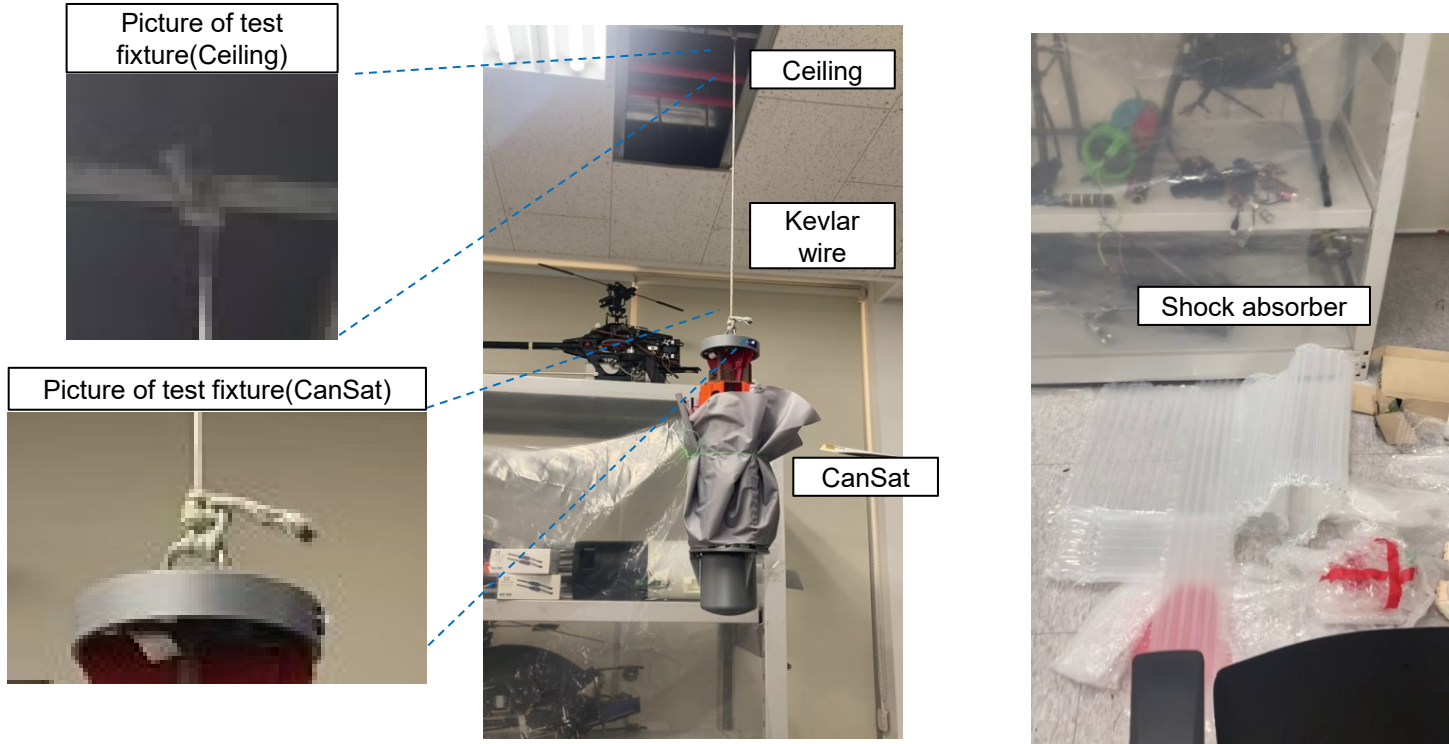 Picture of test
fixture(Ceiling)
Ceiling
Kevlar
wire
Picture of test fixture(CanSat)
CanSat
Shock absorber